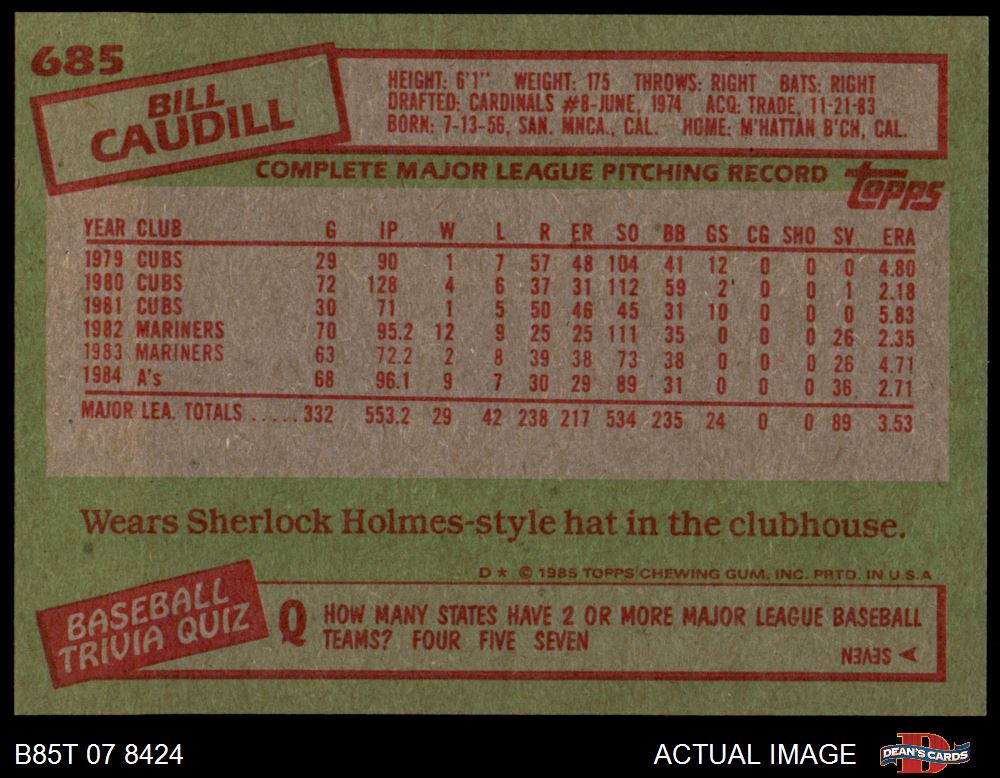 685
BILL
CAUDILL
HEIGHT: 6'1" WEIGHT: 175 THROWS: RIGHT BATS: RIGHT
DRAFTED: CARDINALS #8-JUNE, 1974 ACQ: TRADE, 11-21-83
BORN: 7-13-56, SAN. MNCA., CAL. HOME: M'HATTAN B'CH, CAL.
COMPLETE MAJOR LEAGUE PITCHING RECORD
topps
YEAR CLUB G IP W L R ER SO BB GS CG SHO SV ERA
1979 CUBS 29 90 1 7 57 48 104 41 12 0 0 0 4.80
1980 CUBS 72 128 4 6 37 31 112 59 2 0 0 1 2.18
1981 CUBS 30 71 1 5 50 46 45 31 10 0 0 0 5.83
1982 MARINERS 70 95.2 12 9 25 25 111 35 0 0 0 26 2.35
1983 MARINERS 63 72.2 2 8 39 38 73 38 0 0 0 26 4.71
1984 A's 68 96.1 9 7 30 29 89 31 0 0 0 36 2.71
MAJOR LEA. TOTALS ..... 332 553.2 29 42 238 217 534 235 24 0 0 89 3.53
Wears Sherlock Holmes-style hat in the clubhouse.
D * © 1985 TOPPS CHEWING GUM, INC. PRTD. IN U.S.A
BASEBALL
TRIVIA QUIZ
Q HOW MANY STATES HAVE 2 OR MORE MAJOR LEAGUE BASEBALL
TEAMS? FOUR FIVE SEVEN
A SEVEN
B85T 07 8424
ACTUAL IMAGE
D
DEAN'S CARDS